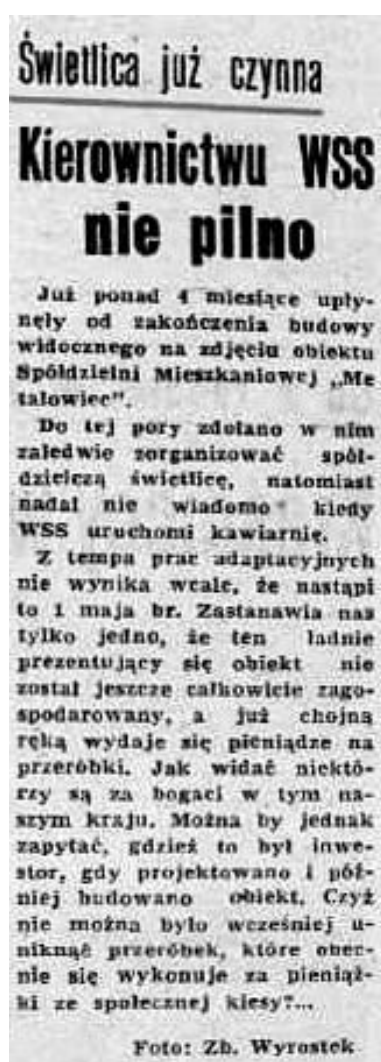 Świetlica już czynna
Kierownictwu WSS
nie pilno
Już ponad 4 miesiące upły-
nęły od zakończenia budowy
widocznego na zdjęciu obiektu
Spółdzielni Mieszkaniowej „Me
talowiec".
Do tej pory zdołano w nim
zaledwie zorganizować spół-
dzielczą świetlicę, natomiast
nadal nie wiadomo kiedy
WSS uruchomi kawiarnię.
Z tempa prac adaptacyjnych
nie wynika wcale, że nastąpi
to 1 maja br. Zastanawia nas
tylko jedno, że ten ładnie
prezentujący się obiekt nie
został jeszcze całkowicie zago-
spodarowany, a już chojną
ręką wydaje się pieniądze na
przeróbki. Jak widać niektó-
rzy są za bogaci w tym na-
szym kraju. Można by jednak
zapytać, gdzież to był inwe-
stor, gdy projektowano i póź-
niej budowano obiekt. Czyż
nie można było wcześniej u-
niknąć przeróbek, które obec-
nie się wykonuje za pieniąż-
ki ze społecznej kiesy?...
Foto: Zb. Wyrostek